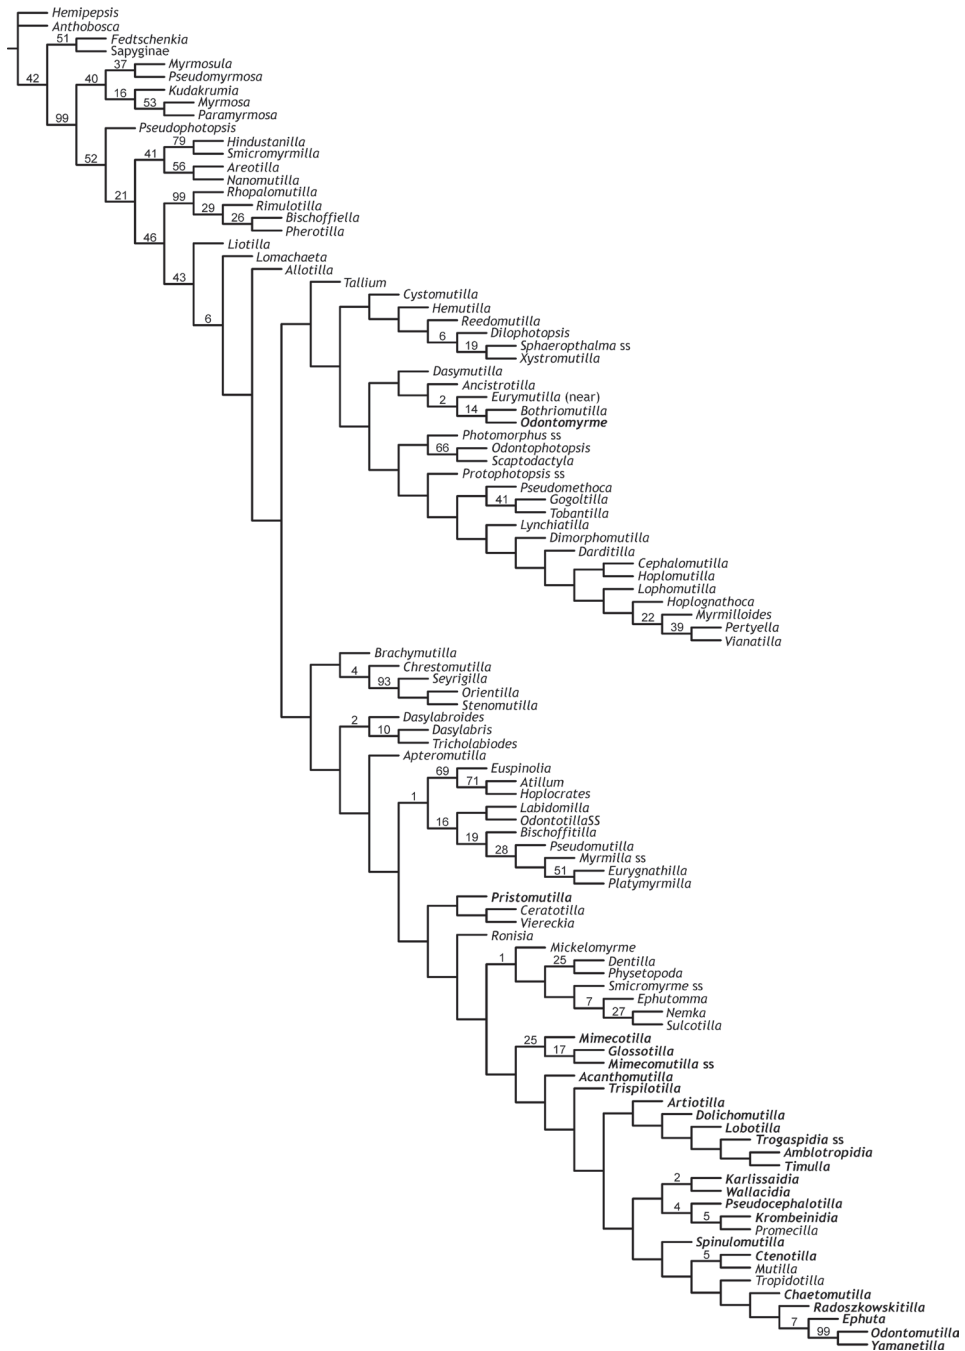 Hemipepsis
Anthobosca
51
Fedtschenkia
Sapyginae
37
Myrmosula
42
40
Pseudomyrmosa
16
Kudakrumia
53
Myrmosa
99
Paramyrmosa
Pseudophotopsis
79
Hindustanilla
52
41
Smicromyrmilla
56
Areotilla
Nanomutilla
21
99
Rhopalomutilla
29
Rimulotilla
26
Bischoffiella
Pherotilla
46
Liotilla
Lomachaeta
43
Allotilla
Tallium
Cystomutilla
Hemutilla
6
Reedomutilla
6
Dilophotopsis
19
Sphaeropthalma ss
Xystromutilla
Dasymutilla
Ancistrotilla
2
Eurymutilla (near)
14
Bothriomutilla
Odontomyrme
Photomorphus ss
66
Odontophotopsis
Scaptodactyla
Protophotopsis ss
Pseudomethoca
41
Gogoltilla
Tobantilla
Lynchiatilla
Dimorphomutilla
Darditilla
Cephalomutilla
Hoplomutilla
Lophomutilla
Hoplognathoca
22
Myrmilloides
39
Pertyella
Vianatilla
Brachymutilla
4
Chrestomutilla
93
Seyrigilla
Orientilla
Stenomutilla
2
Dasylabroides
10
Dasylabris
Tricholabiodes
Apteromutilla
69
Euspinolia
71
Atillum
1
Hoplocrates
Labidomilla
16
OdontotillaSS
19
Bischoffitilla
28
Pseudomutilla
Myrmilla ss
51
Eurygnathilla
Platymyrmilla
Pristomutilla
Ceratotilla
Viereckia
Ronisia
Mickelomyrme
1
25
Dentilla
Physetopoda
Smicromyrme ss
7
Ephutomma
27
Nemka
Sulcotilla
25
Mimecotilla
17
Glossotilla
Mimecomutilla ss
Acanthomutilla
Trispilotilla
Artiotilla
Dolichomutilla
Lobotilla
Trogaspidia ss
Amblotropidia
Timulla
2
Karlissaidia
Wallacidia
4
Pseudocephalotilla
5
Krombeinidia
Promecilla
Spinulomutilla
5
Ctenotilla
Mutilla
Tropidotilla
Chaetomutilla
Radoszkowskitilla
7
Ephuta
99
Odontomutilla
Yamanetilla